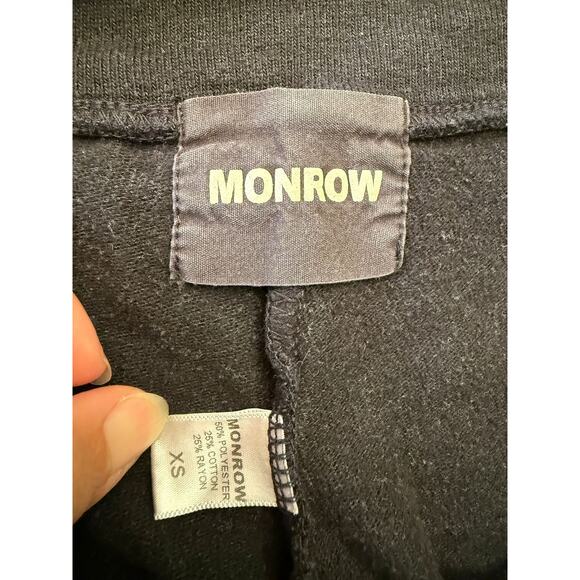 MONROW
MONROW
50% POLYESTER
25% COTTON
25% RAYON
XS